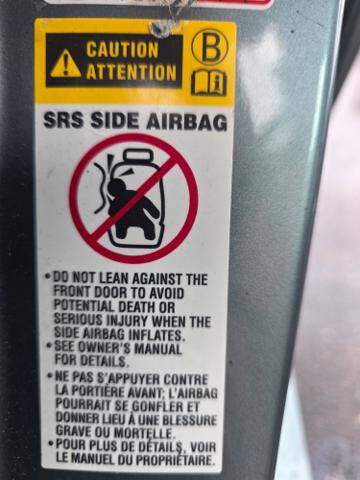 CAUTION
ATTENTION
B
SRS SIDE AIRBAG
• DO NOT LEAN AGAINST THE
FRONT DOOR TO AVOID
POTENTIAL DEATH OR
SERIOUS INJURY WHEN THE
SIDE AIRBAG INFLATES.
• SEE OWNER'S MANUAL
FOR DETAILS.
• NE PAS S'APPUYER CONTRE
LA PORTIÈRE AVANT; L'AIRBAG
POURRAIT SE GONFLER ET
DONNER LIEU À UNE BLESSURE
GRAVE OU MORTELLE.
• POUR PLUS DE DÉTAILS, VOIR
LE MANUEL DU PROPRIÉTAIRE.